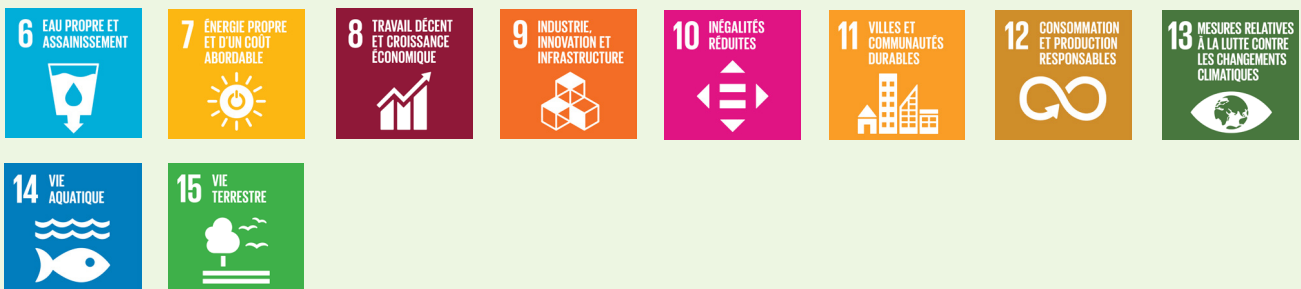 6 EAU PROPRE ET
ASSAINISSEMENT
7 ÉNERGIE PROPRE
ET D'UN COÛT
ABORDABLE
8 TRAVAIL DÉCENT
ET CROISSANCE
ÉCONOMIQUE
9 INDUSTRIE,
INNOVATION ET
INFRASTRUCTURE
10 INÉGALITÉS
RÉDUITES
11 VILLES ET
COMMUNAUTÉS
DURABLES
12 CONSOMMATION
ET PRODUCTION
RESPONSABLES
13 MESURES RELATIVES
À LA LUTTE CONTRE
LES CHANGEMENTS
CLIMATIQUES
14 VIE
AQUATIQUE
15 VIE
TERRESTRE